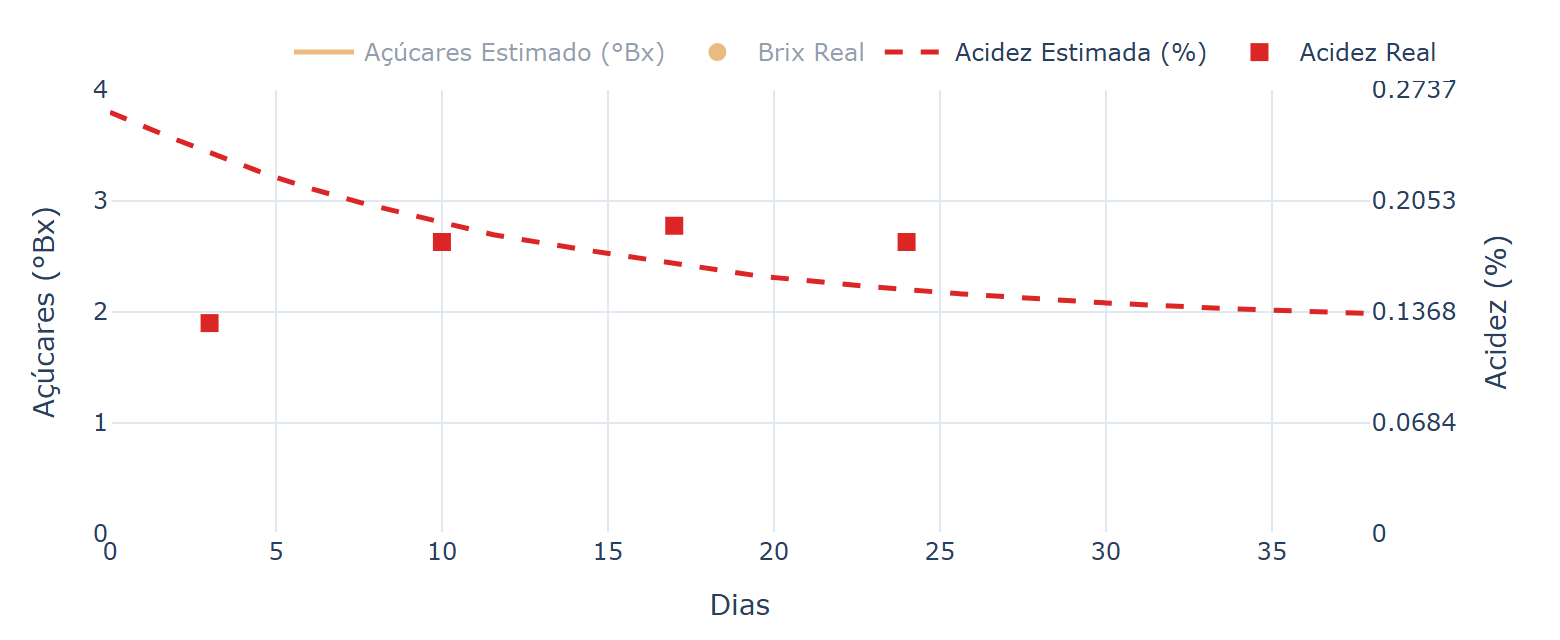 Açúcares Estimado (°Bx) Brix Real Acidez Estimada (%) Acidez Real
4 0.2737
3 0.2053
2 0.1368
1 0.0684
0 0
0 5 10 15 20 25 30 35
Dias
Açúcares (°Bx)
Acidez (%)